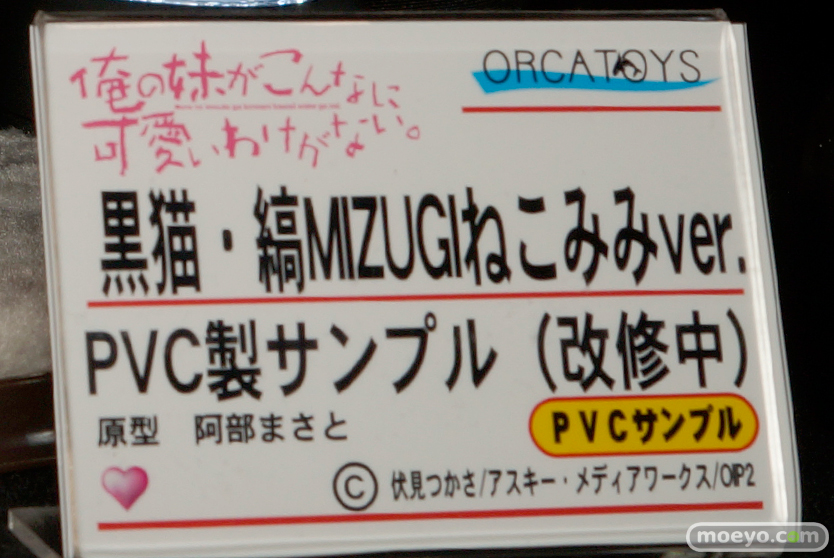 俺の妹がこんなに
可愛いわけがない。
ORCATOYS
黒猫・縞MIZUGIねこみみver.
PVC製サンプル（改修中）
原型　阿部まさと
PVCサンプル
©伏見つかさ/アスキー・メディアワークス/OIP2
moeyo.com